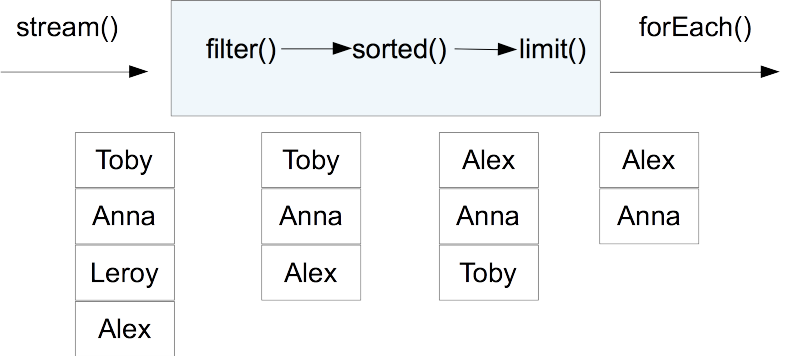 stream()
filter() sorted() limit()
forEach()
Toby Toby Alex Alex
Anna Anna Anna Anna
Leroy Alex Toby
Alex